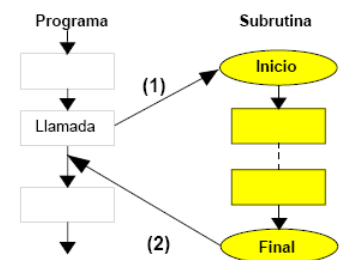 Programa
Subrutina
(1)
Inicio
Llamada
(2)
Final